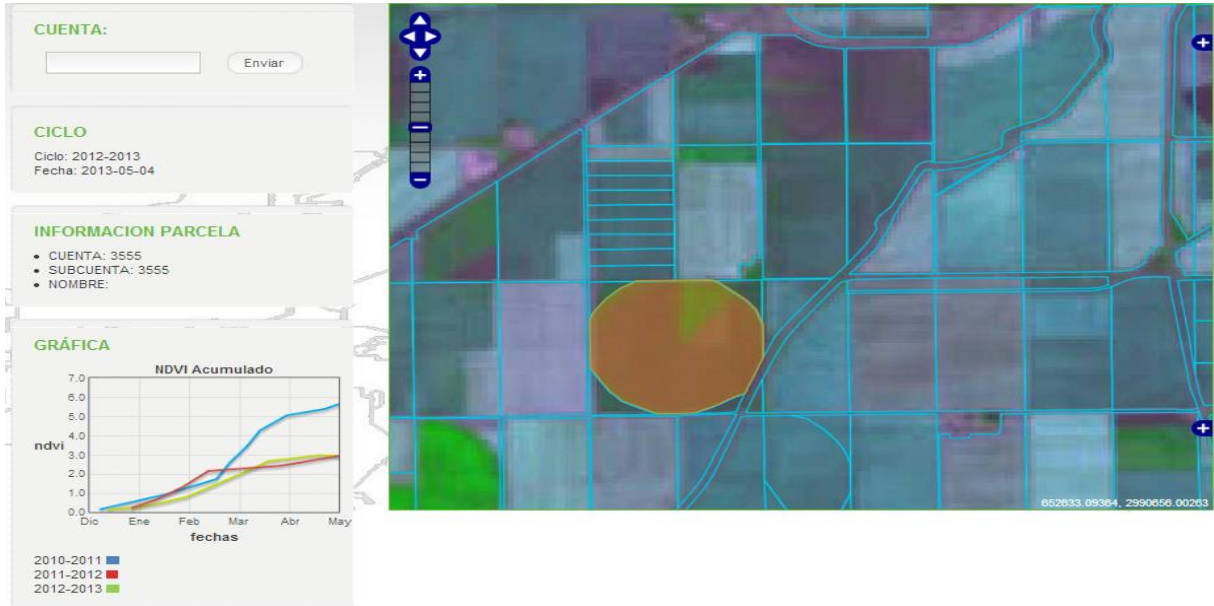 CUENTA:
Enviar
CICLO
Ciclo: 2012-2013
Fecha: 2013-05-04
INFORMACION PARCELA
• CUENTA: 3555
• SUBCUENTA: 3555
• NOMBRE:
GRÁFICA
NDVI Acumulado
7.0
6.0
5.0
4.0
ndvi
3.0
2.0
1.0
0.0
Dic Ene Feb Mar Abr May
fechas
2010-2011
2011-2012
2012-2013
652633.09364, 2990656.00263